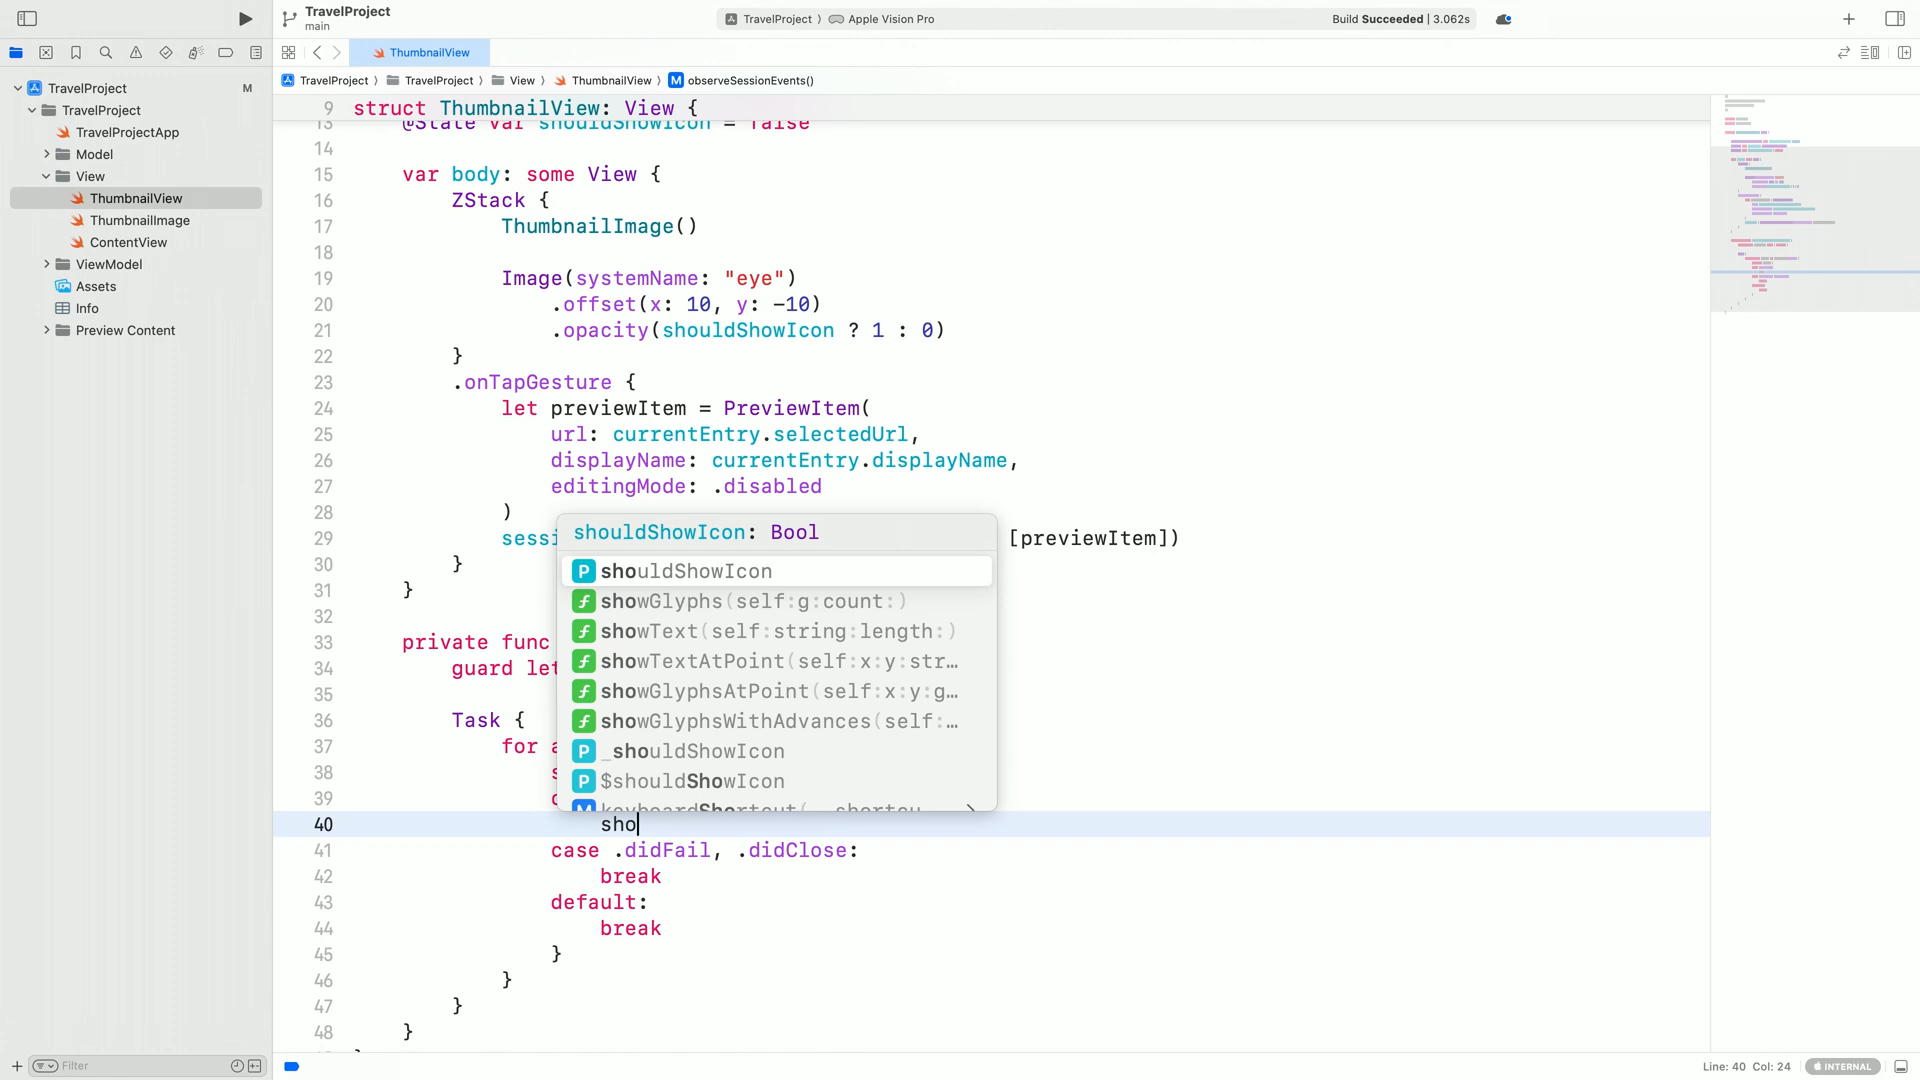 TravelProject
main
TravelProject ⟩ Apple Vision Pro
Build Succeeded | 3.062s
ThumbnailView
TravelProject ⟩ TravelProject ⟩ View ⟩ ThumbnailView ⟩ M observeSessionEvents()
TravelProject M
TravelProject
TravelProjectApp
Model
View
ThumbnailView
ThumbnailImage
ContentView
ViewModel
Assets
Info
Preview Content
Filter
9 struct ThumbnailView: View {
13 @State var shouldShowIcon = false
14
15 var body: some View {
16 ZStack {
17 ThumbnailImage()
18
19 Image(systemName: "eye")
20 .offset(x: 10, y: -10)
21 .opacity(shouldShowIcon ? 1 : 0)
22 }
23 .onTapGesture {
24 let previewItem = PreviewItem(
25 url: currentEntry.selectedUrl,
26 displayName: currentEntry.displayName,
27 editingMode: .disabled
28 )
29 sessi [previewItem])
30 }
31 }
32
33 private func
34 guard let
35
36 Task {
37 for a
38 s
39 c
40 sho
41 case .didFail, .didClose:
42 break
43 default:
44 break
45 }
46 }
47 }
48 }
shouldShowIcon: Bool
P shouldShowIcon
f showGlyphs(self:g:count:)
f showText(self:string:length:)
f showTextAtPoint(self:x:y:str…
f showGlyphsAtPoint(self:x:y:g…
f showGlyphsWithAdvances(self:…
P _shouldShowIcon
P $shouldShowIcon
M keyboardShortcut(
Line: 40 Col: 24
INTERNAL